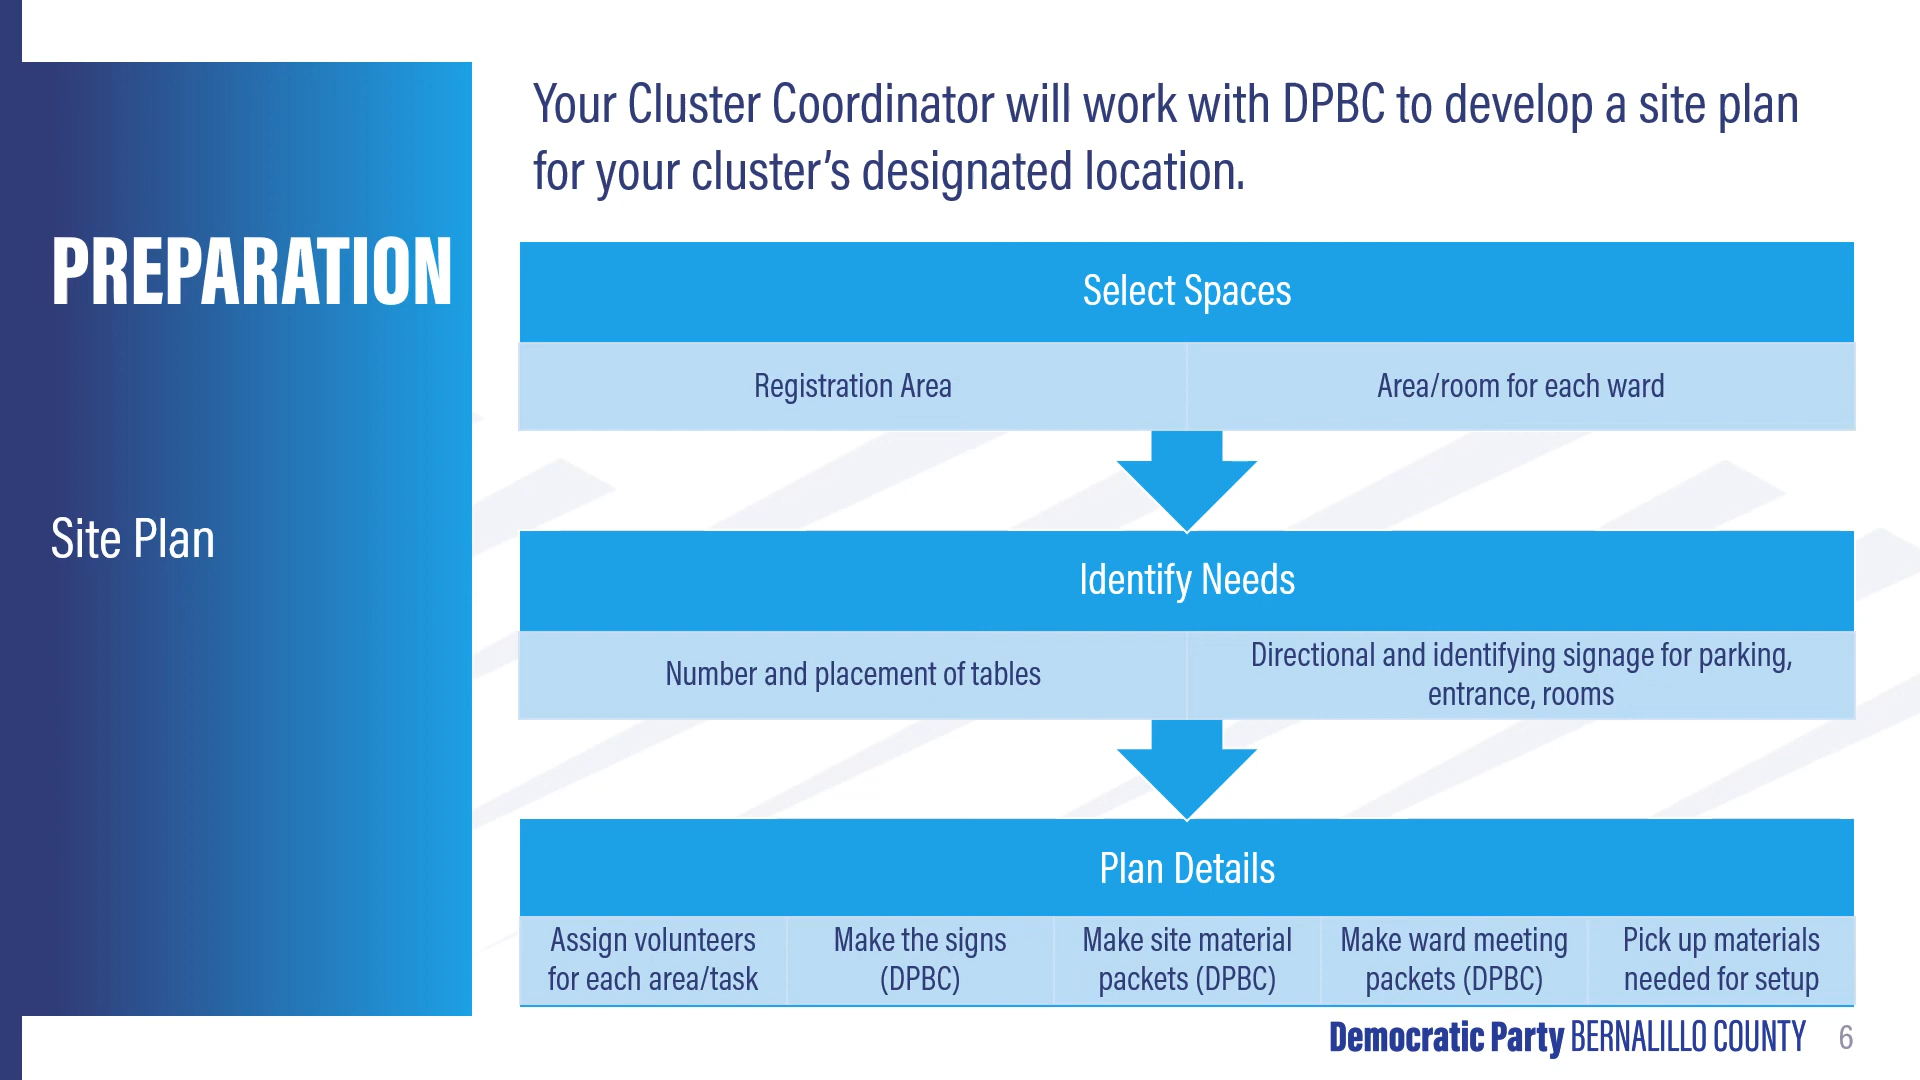 PREPARATION
Site Plan
Your Cluster Coordinator will work with DPBC to develop a site plan
for your cluster’s designated location.
Select Spaces
Registration Area
Area/room for each ward
Identify Needs
Number and placement of tables
Directional and identifying signage for parking,
entrance, rooms
Plan Details
Assign volunteers
for each area/task
Make the signs
(DPBC)
Make site material
packets (DPBC)
Make ward meeting
packets (DPBC)
Pick up materials
needed for setup
Democratic Party BERNALILLO COUNTY
6